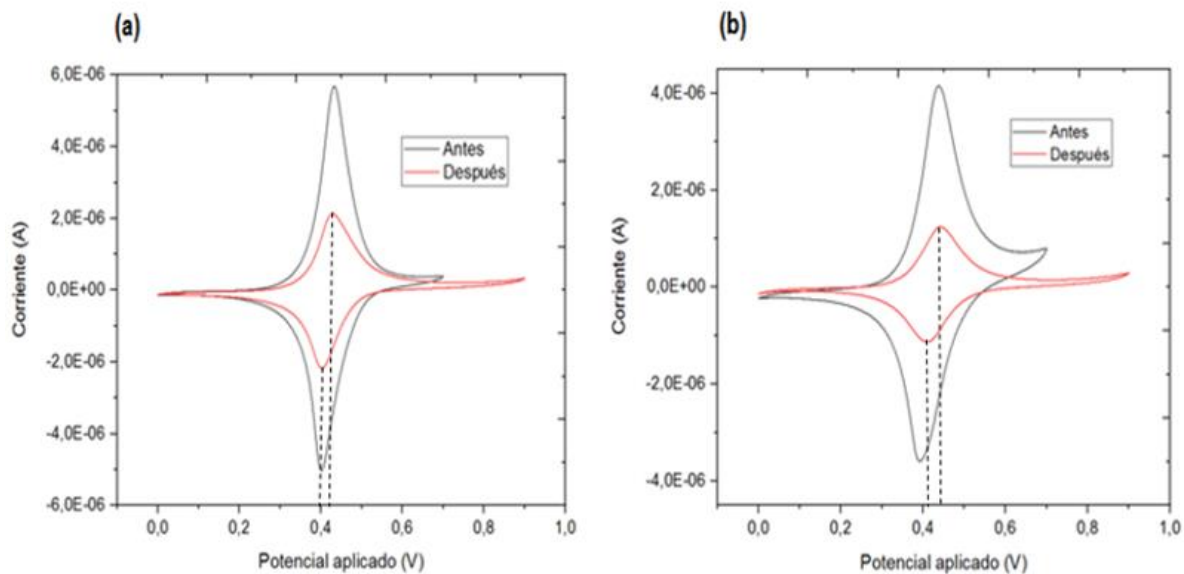 (a)
6,0E-06
4,0E-06
2,0E-06
0,0E+00
-2,0E-06
-4,0E-06
-6,0E-06
Corriente (A)
Antes
Después
0,0 0,2 0,4 0,6 0,8 1,0
Potencial aplicado (V)
(b)
4,0E-06
2,0E-06
0,0E+00
-2,0E-06
-4,0E-06
Corriente (A)
Antes
Después
0,0 0,2 0,4 0,6 0,8 1,0
Potencial aplicado (V)